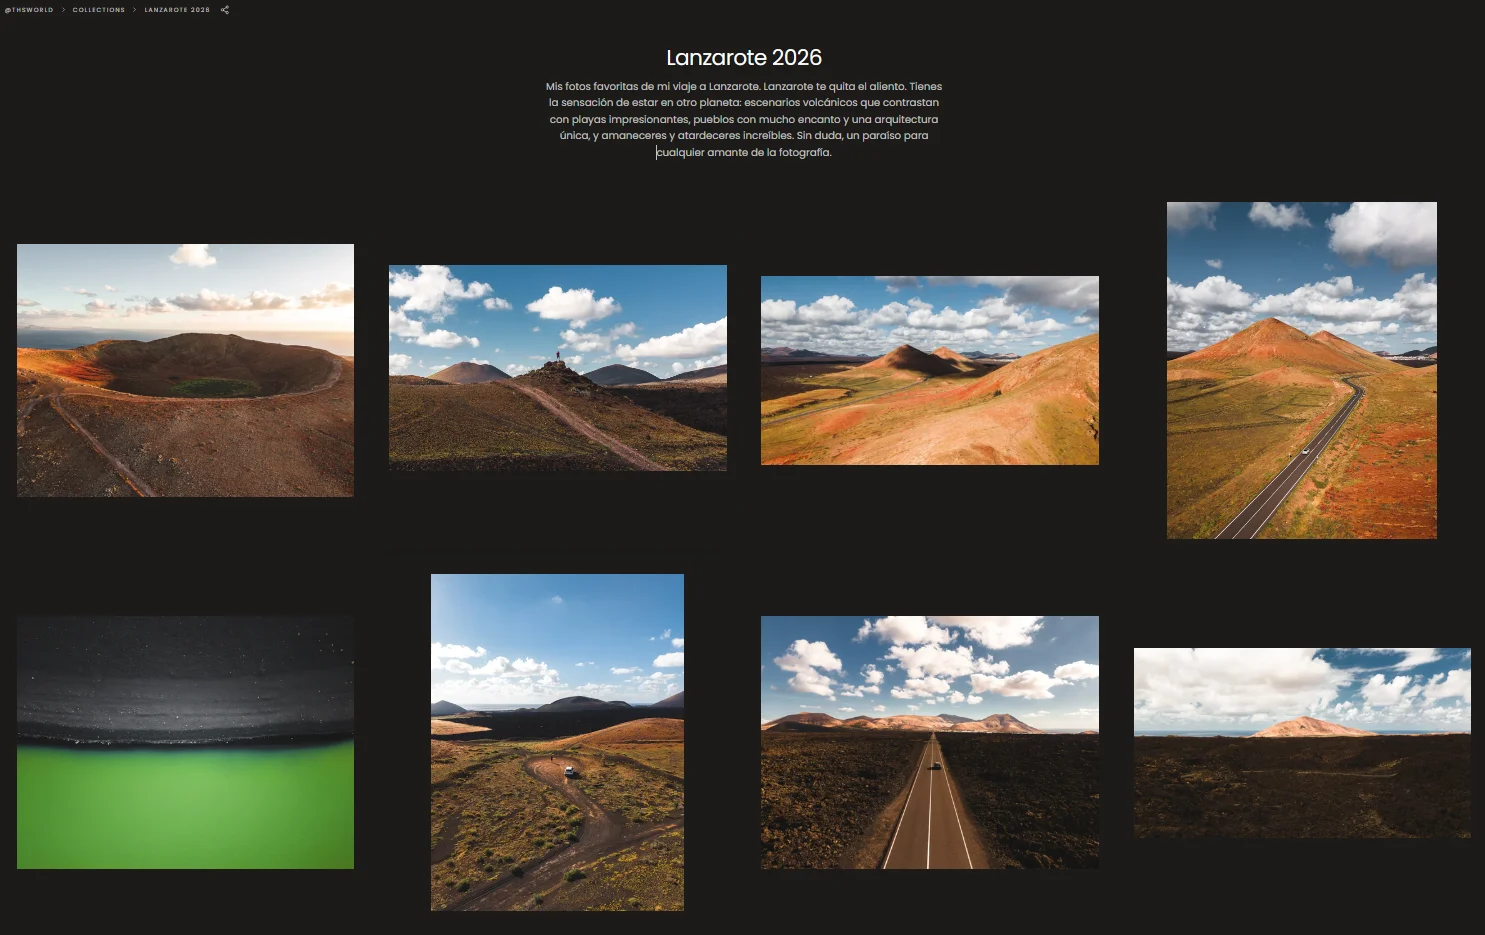 @THSWORLD > COLLECTIONS > LANZAROTE 2026
Lanzarote 2026
Mis fotos favoritas de mi viaje a Lanzarote. Lanzarote te quita el aliento. Tienes
la sensación de estar en otro planeta: escenarios volcánicos que contrastan
con playas impresionantes, pueblos con mucho encanto y una arquitectura
única, y amaneceres y atardeceres increíbles. Sin duda, un paraíso para
cualquier amante de la fotografía.